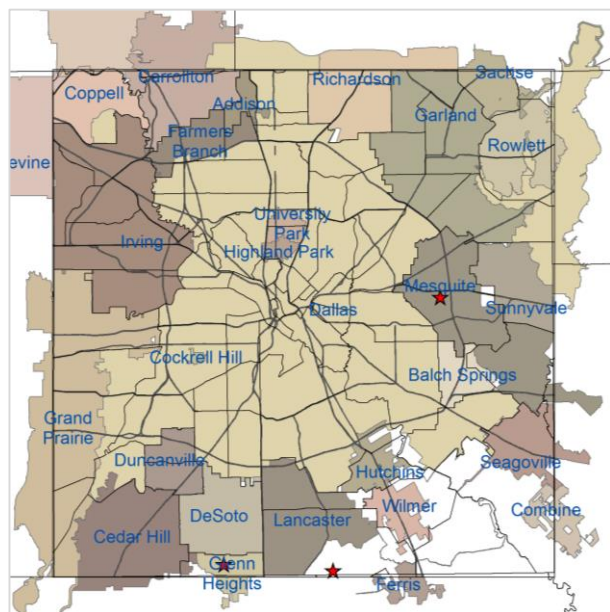 Carrollton
Richardson
Sachse
Coppell
Addison
Garland
Farmers
Branch
Rowlett
evine
University
Park
Irving
Highland Park
Mesquite
Dallas
Sunnyvale
Cockrell Hill
Balch Springs
Grand
Prairie
Duncanville
Hutchins
Seagoville
DeSoto
Lancaster
Wilmer
Combine
Cedar Hill
Glenn
Heights
Ferris